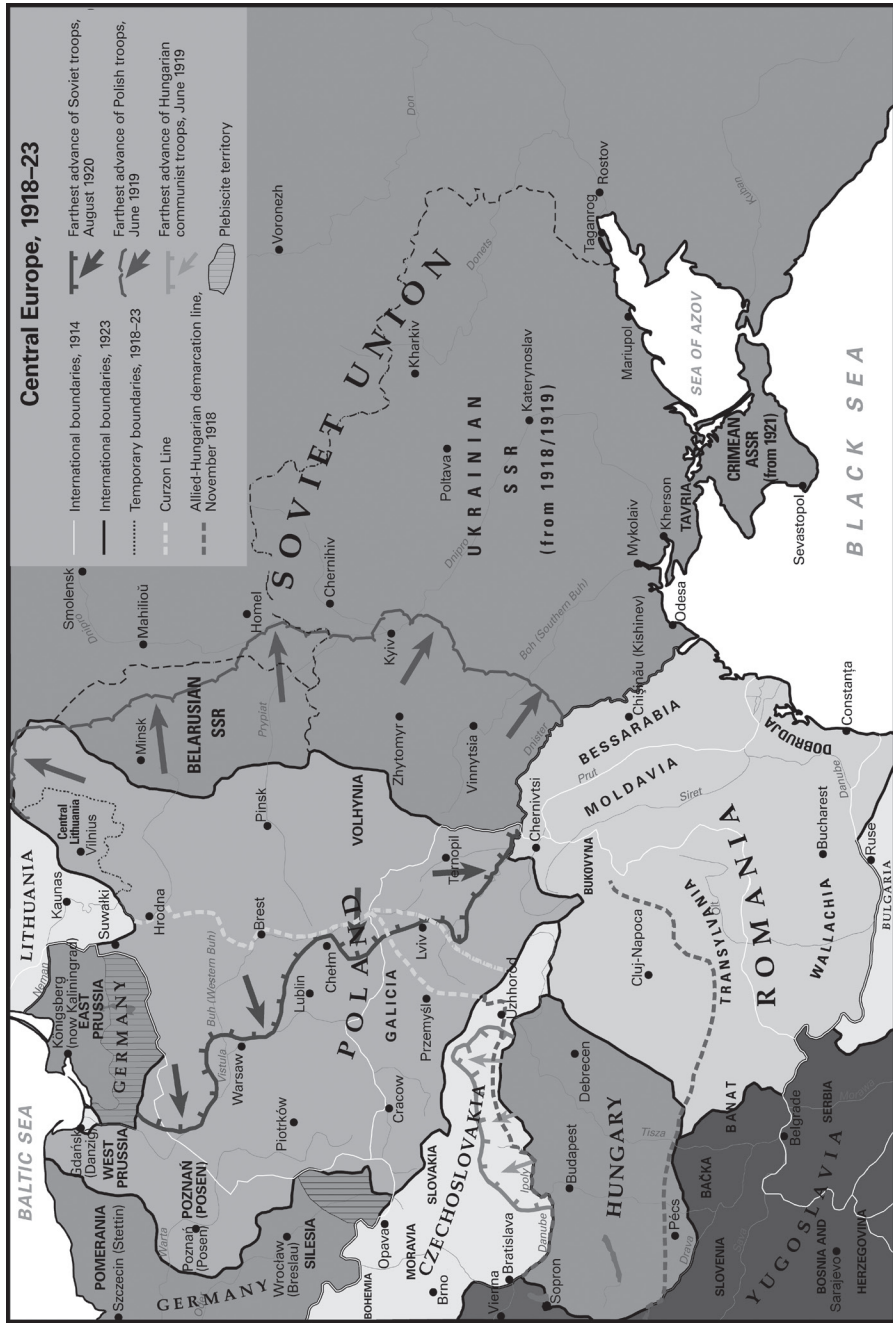 Central Europe, 1918–23
International boundaries, 1914
International boundaries, 1923
Temporary boundaries, 1918–23
Curzon Line
Allied-Hungarian demarcation line,
November 1918
Farthest advance of Soviet troops,
August 1920
Farthest advance of Polish troops,
June 1919
Farthest advance of Hungarian
communist troops, June 1919
Plebiscite territory
BALTIC SEA
LITHUANIA
Kaunas
Neman
Königsberg
(now Kaliningrad)
EAST
PRUSSIA
GERMANY
Suwałki
Central
Lithuania
Vilnius
Hrodna
Gdańsk
(Danzig)
WEST
PRUSSIA
POMERANIA
Szczecin (Stettin)
Warta
Poznań
(Posen)
POZNAŃ
(POSEN)
GERMANY
Wrocław
(Breslau)
SILESIA
Smolensk
Dnipro
Mahilioŭ
Minsk
BELARUSIAN
SSR
Homel
Prypiat
Pinsk
Brest
Buh (Western Buh)
Vistula
Warsaw
Lublin
Chełm
Piotrków
POLAND
VOLHYNIA
GALICIA
Lviv
Ternopil
Przemyśl
Cracow
SOVIET UNION
Voronezh
Don
Donets
Chernihiv
Kyiv
Zhytomyr
Vinnytsia
Kharkiv
Poltava
UKRAINIAN
SSR
(from 1918/1919)
Dnipro
Katerynoslav
Boh (Southern Buh)
Dnister
Rostov
Taganrog
Mariupol
Kuban
SEA OF AZOV
Mykolaiv
Kherson
TAVRIA
Odesa
CRIMEAN
ASSR
(from 1921)
Sevastopol
BLACK SEA
Chernivtsi
Chişinău (Kishinev)
BESSARABIA
Prut
MOLDAVIA
Siret
BUKOVYNA
Cluj-Napoca
TRANSYLVANIA
Olt
ROMANIA
WALLACHIA
Bucharest
Danube
DOBRUDJA
Constanţa
Ruse
BULGARIA
BOHEMIA
Opava
MORAVIA
Brno
SLOVAKIA
CZECHOSLOVAKIA
Uzhhorod
Bratislava
Vienna
Sopron
Danube
Ipoly
Budapest
Debrecen
HUNGARY
Tisza
Pécs
Drava
BANAT
BAČKA
Belgrade
SERBIA
SLOVENIA
YUGOSLAVIA
BOSNIA AND
Sarajevo
HERZEGOVINA